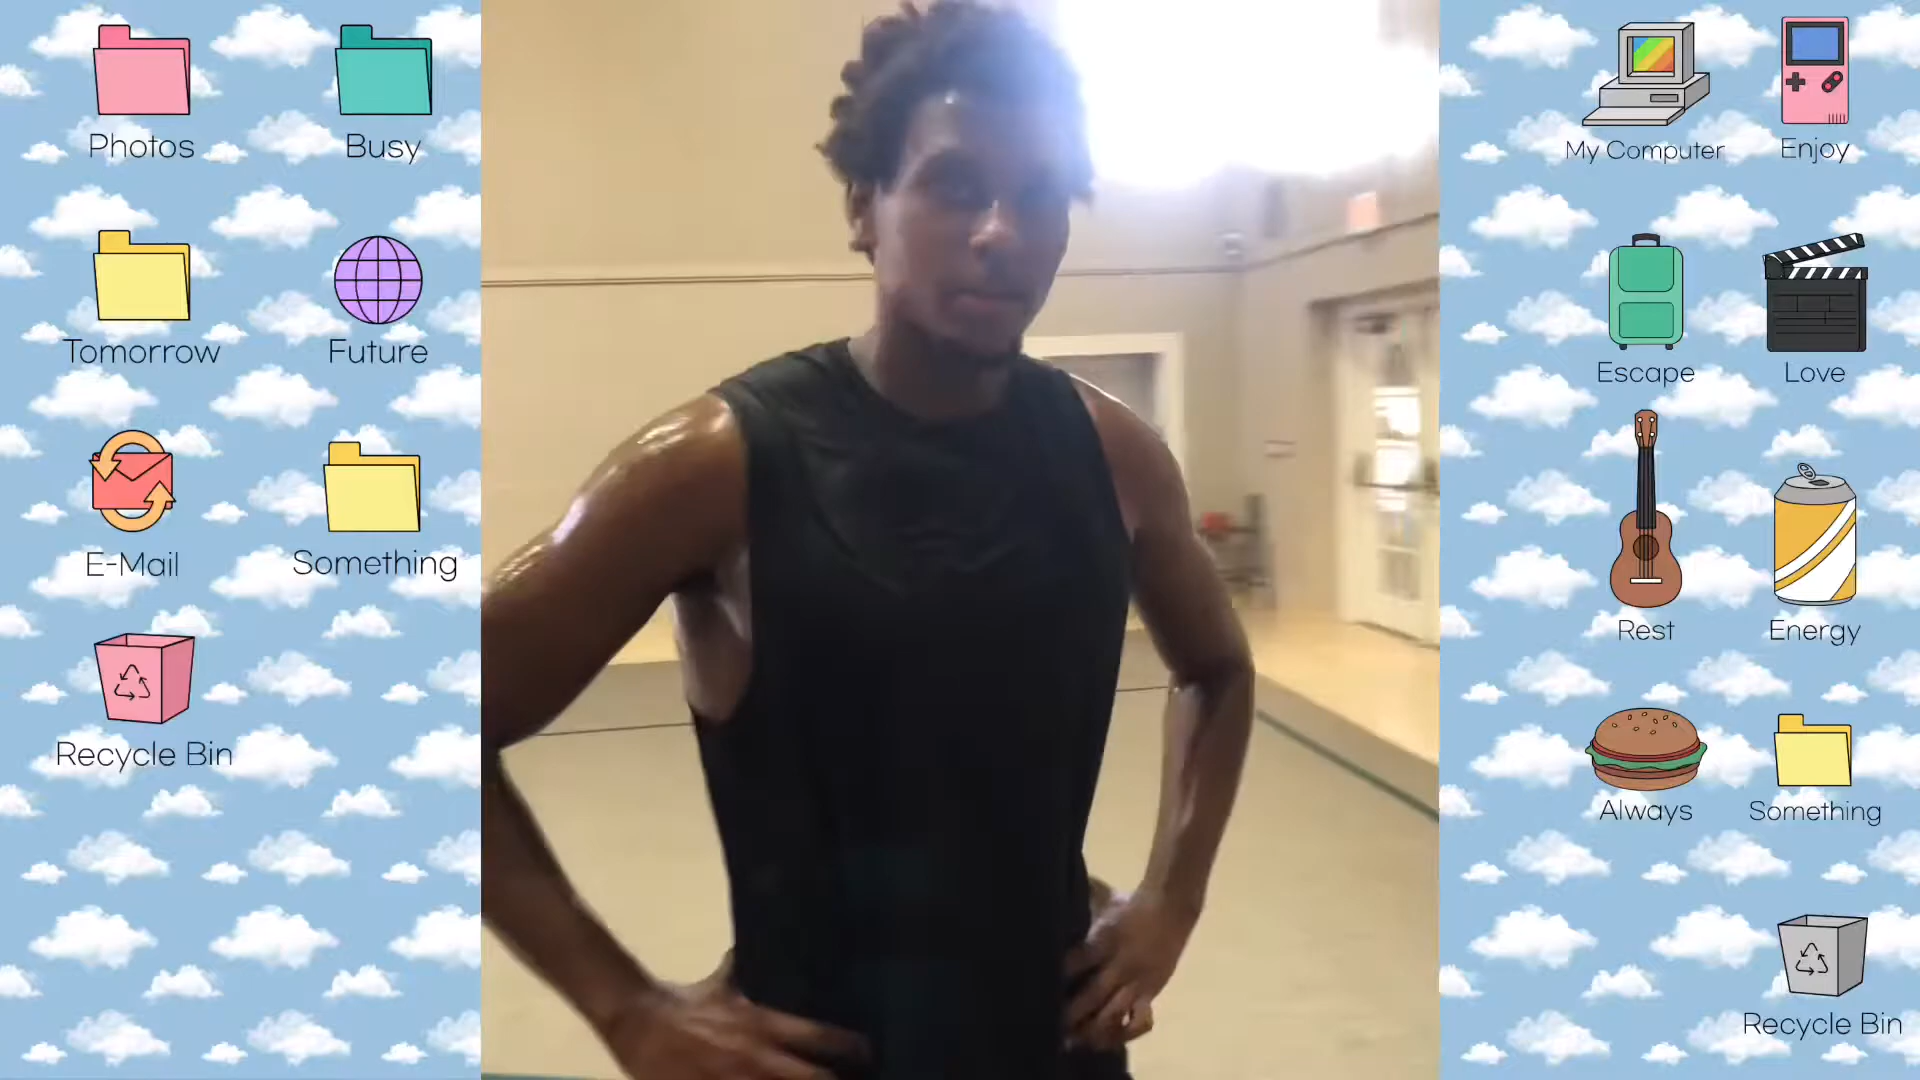 Photos
Busy
Tomorrow
Future
E-Mail
Something
Recycle Bin
My Computer
Enjoy
Escape
Love
Rest
Energy
Always
Something
Recycle Bin